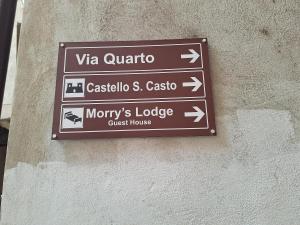 Via Quarto
Castello S. Casto
Morry's Lodge
Guest House